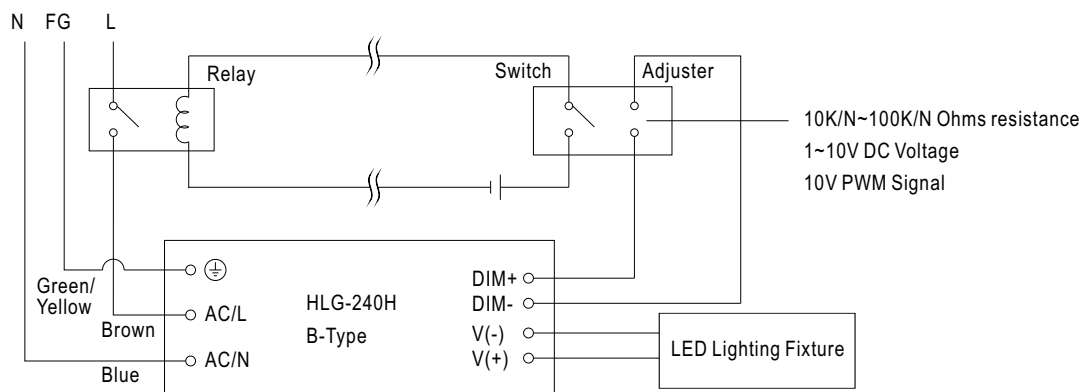 N FG L
Relay
Switch
Adjuster
10K/N~100K/N Ohms resistance
1~10V DC Voltage
10V PWM Signal
Green/
Yellow
Brown
Blue
AC/L
AC/N
HLG-240H
B-Type
DIM+
DIM-
V(-)
V(+)
LED Lighting Fixture